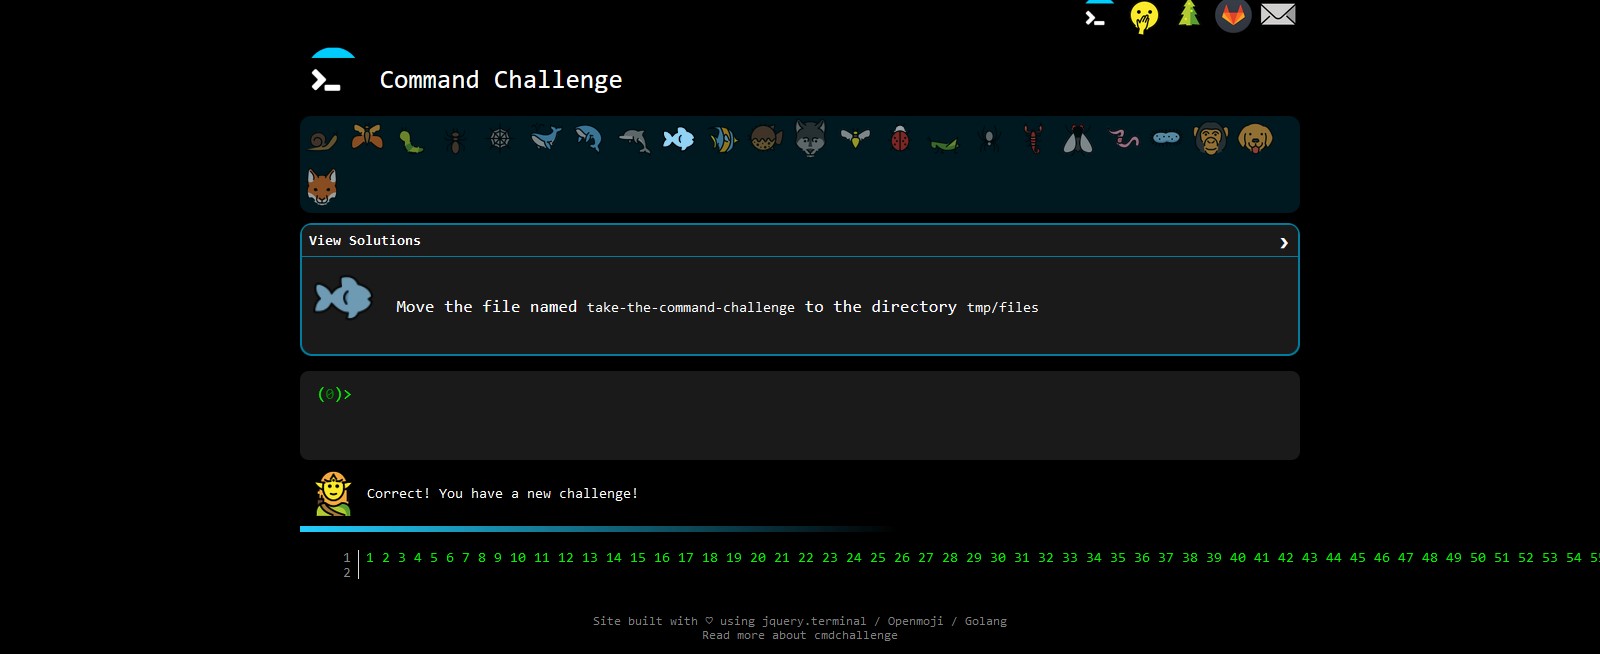 Command Challenge
View Solutions
Move the file named take-the-command-challenge to the directory tmp/files
(0)>
Correct! You have a new challenge!
1 1 2 3 4 5 6 7 8 9 10 11 12 13 14 15 16 17 18 19 20 21 22 23 24 25 26 27 28 29 30 31 32 33 34 35 36 37 38 39 40 41 42 43 44 45 46 47 48 49 50 51 52 53 54
2
Site built with ♡ using jquery.terminal / Openmoji / Golang
Read more about cmdchallenge